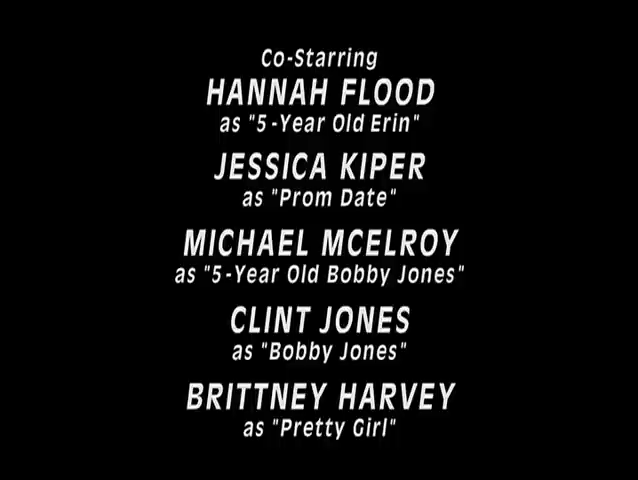 Co-Starring
HANNAH FLOOD
as "5-Year Old Erin"
JESSICA KIPER
as "Prom Date"
MICHAEL MCELROY
as "5-Year Old Bobby Jones"
CLINT JONES
as "Bobby Jones"
BRITTNEY HARVEY
as "Pretty Girl"